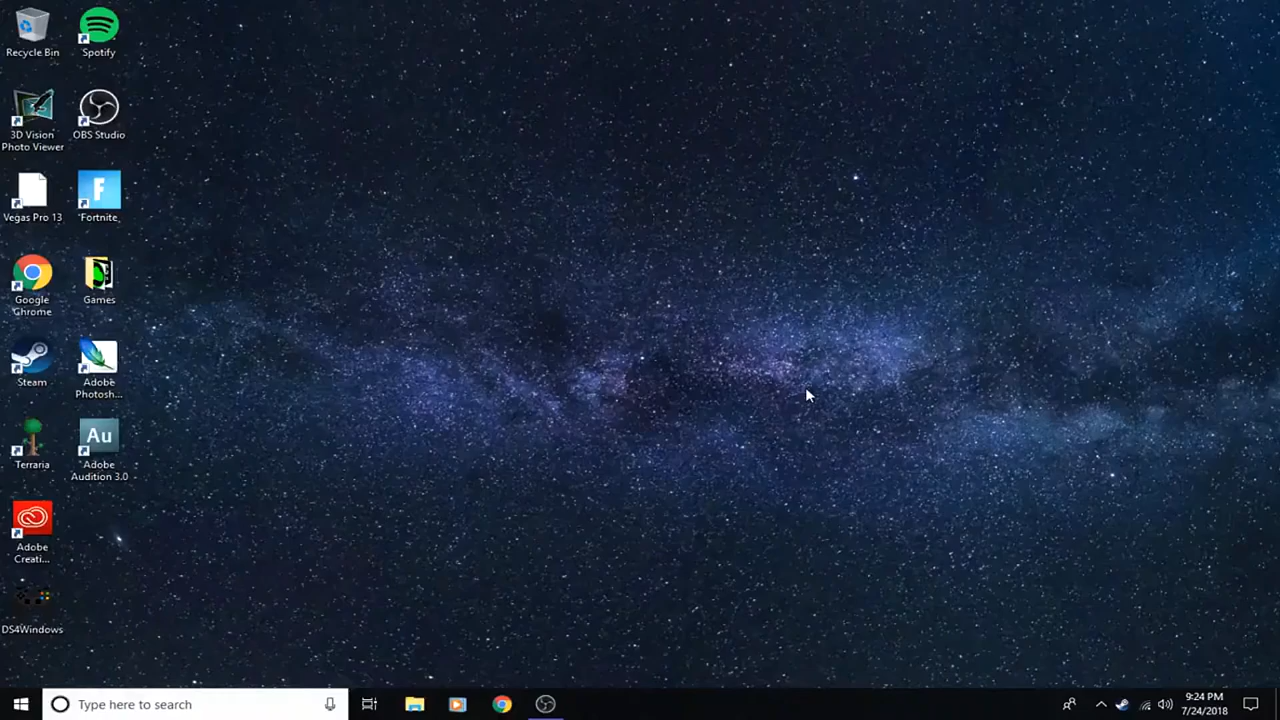 Recycle Bin
Spotify
3D Vision
Photo Viewer
OBS Studio
Vegas Pro 13
F
Fortnite
Google
Chrome
Games
Steam
Adobe
Photosh...
Terraria
Au
Adobe
Audition 3.0
Adobe
Creati...
DS4Windows
Type here to search
9:24 PM
7/24/2018